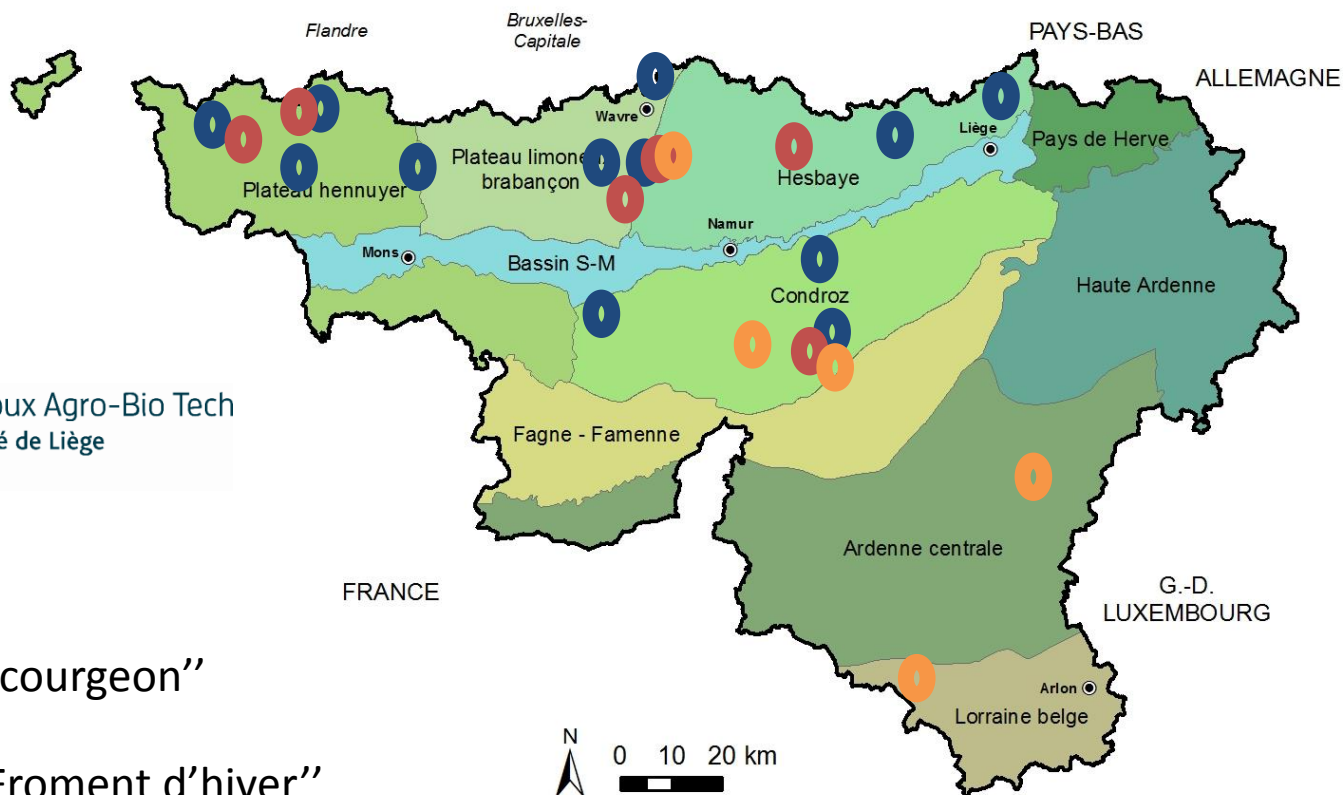 Flandre
Bruxelles-
Capitale
PAYS-BAS
ALLEMAGNE
Wavre
Liège
Pays de Herve
Plateau limoneux
brabançon
Hesbaye
Plateau hennuyer
Namur
Mons
Bassin S-M
Condroz
Haute Ardenne
oux Agro-Bio Tech
é de Liège
Fagne - Famenne
Ardenne centrale
FRANCE
G.-D.
LUXEMBOURG
courgeon’’
Arlon
Lorraine belge
N
0 10 20 km
Froment d’hiver’’